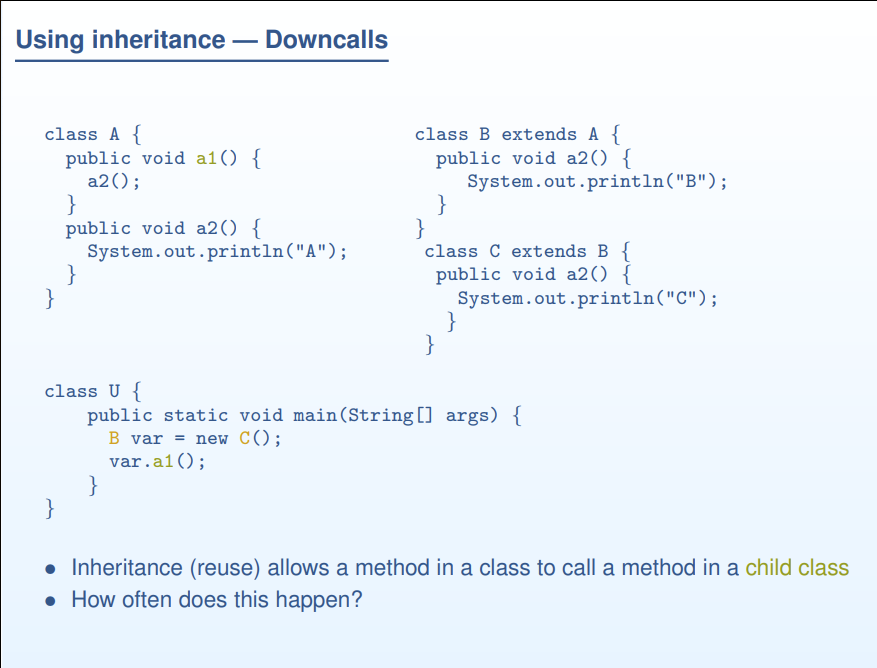 Using inheritance — Downcalls
class A {
public void a1() {
a2();
}
public void a2() {
System.out.println("A");
}
}
class B extends A {
public void a2() {
System.out.println("B");
}
}
class C extends B {
public void a2() {
System.out.println("C");
}
}
class U {
public static void main(String[] args) {
B var = new C();
var.a1();
}
}
• Inheritance (reuse) allows a method in a class to call a method in a child class
• How often does this happen?